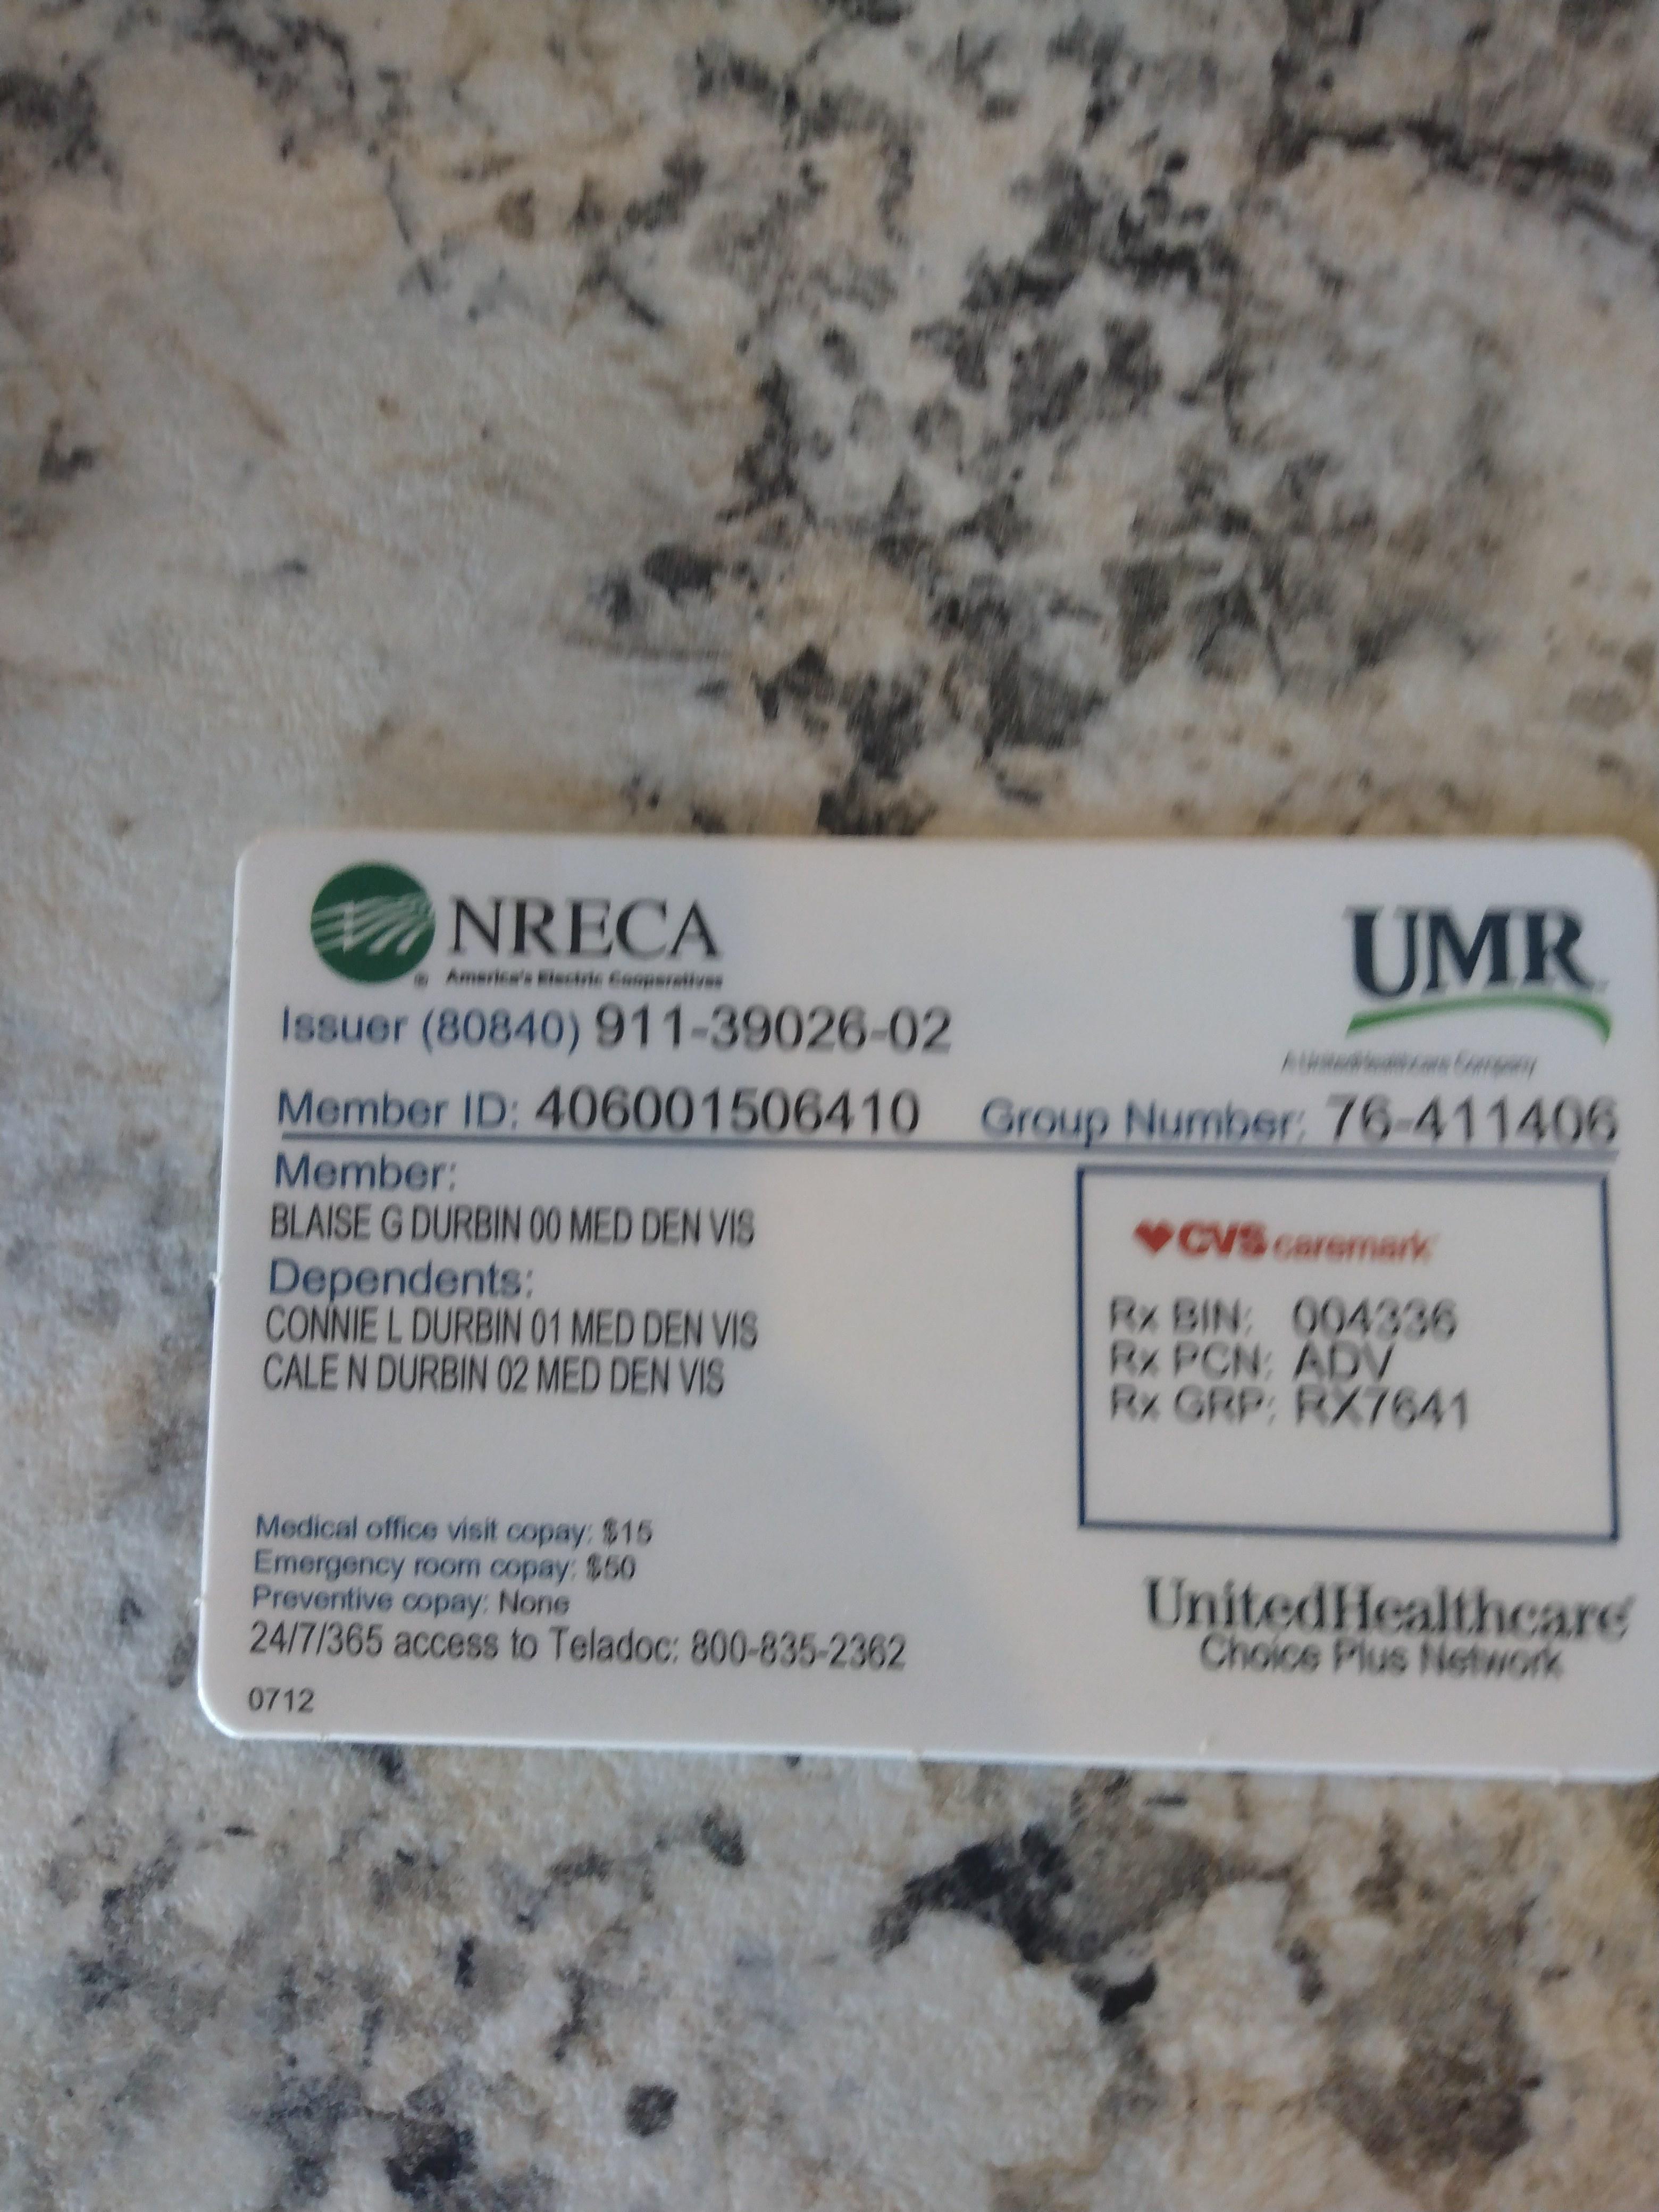 NRECA
America's Electric Cooperatives
UMR
A UnitedHealthcare Company
Issuer (80840) 911-39026-02
Member ID: 406001506410 Group Number: 76-411406
Member:
BLAISE G DURBIN 00 MED DEN VIS
Dependents:
CONNIE L DURBIN 01 MED DEN VIS
CALE N DURBIN 02 MED DEN VIS
CVS caremark
Rx BIN: 004336
Rx PCN: ADV
Rx GRP: RX7641
Medical office visit copay: $15
Emergency room copay: $50
Preventive copay: None
24/7/365 access to Teladoc: 800-835-2362
0712
UnitedHealthcare
Choice Plus Network